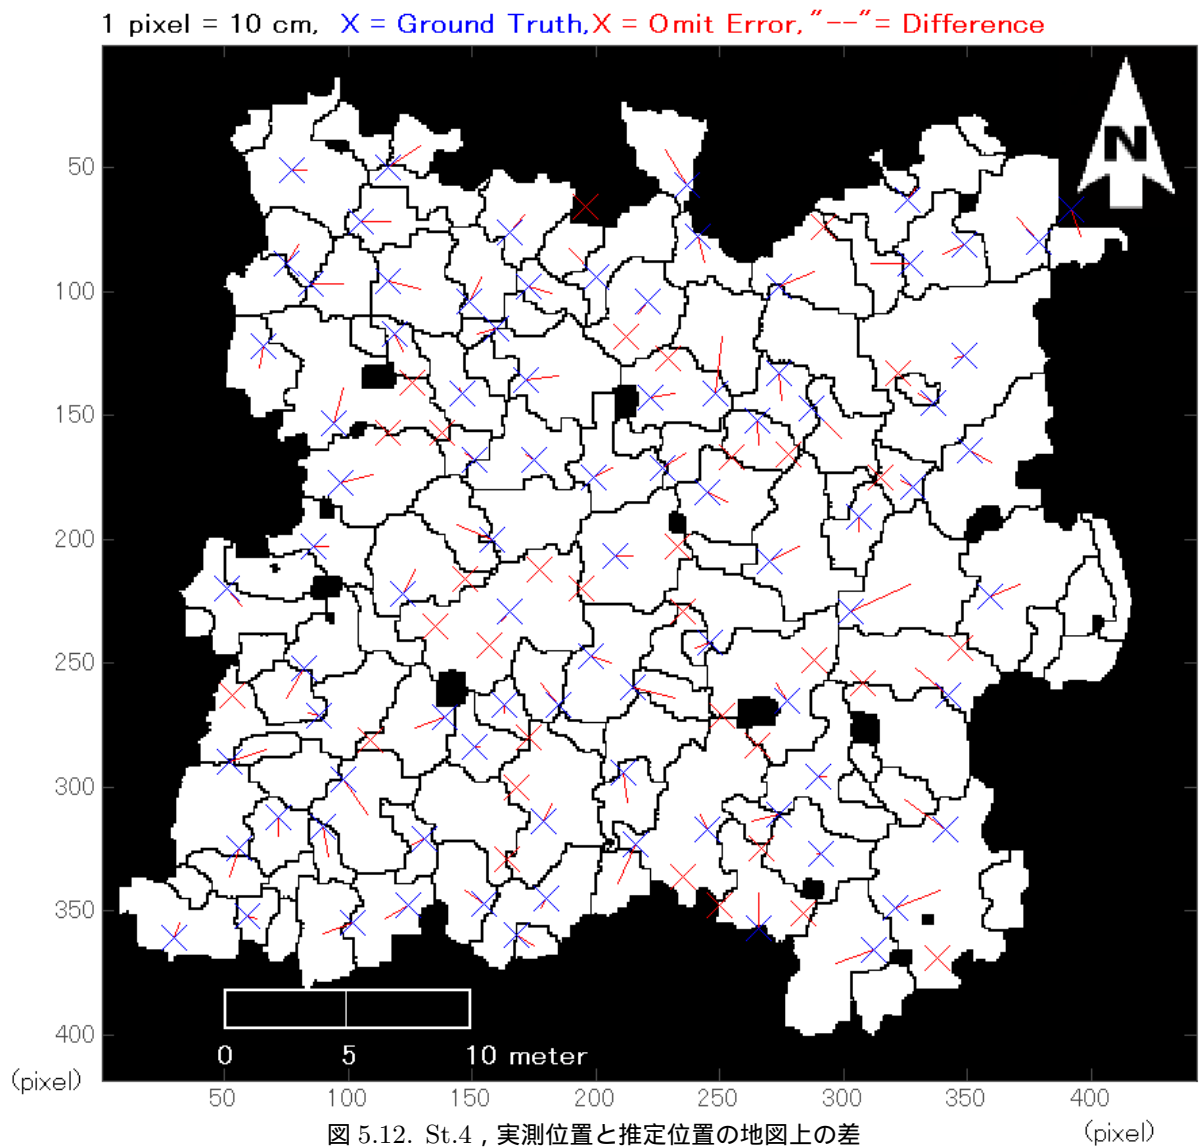 1 pixel = 10 cm, X = Ground Truth,X = Omit Error,"--"= Difference
N
50
100
150
200
250
300
350
400
(pixel)
0 5 10 meter
50 100 150 200 250 300 350 400
(pixel)
図 5.12. St.4 , 実測位置と推定位置の地図上の差